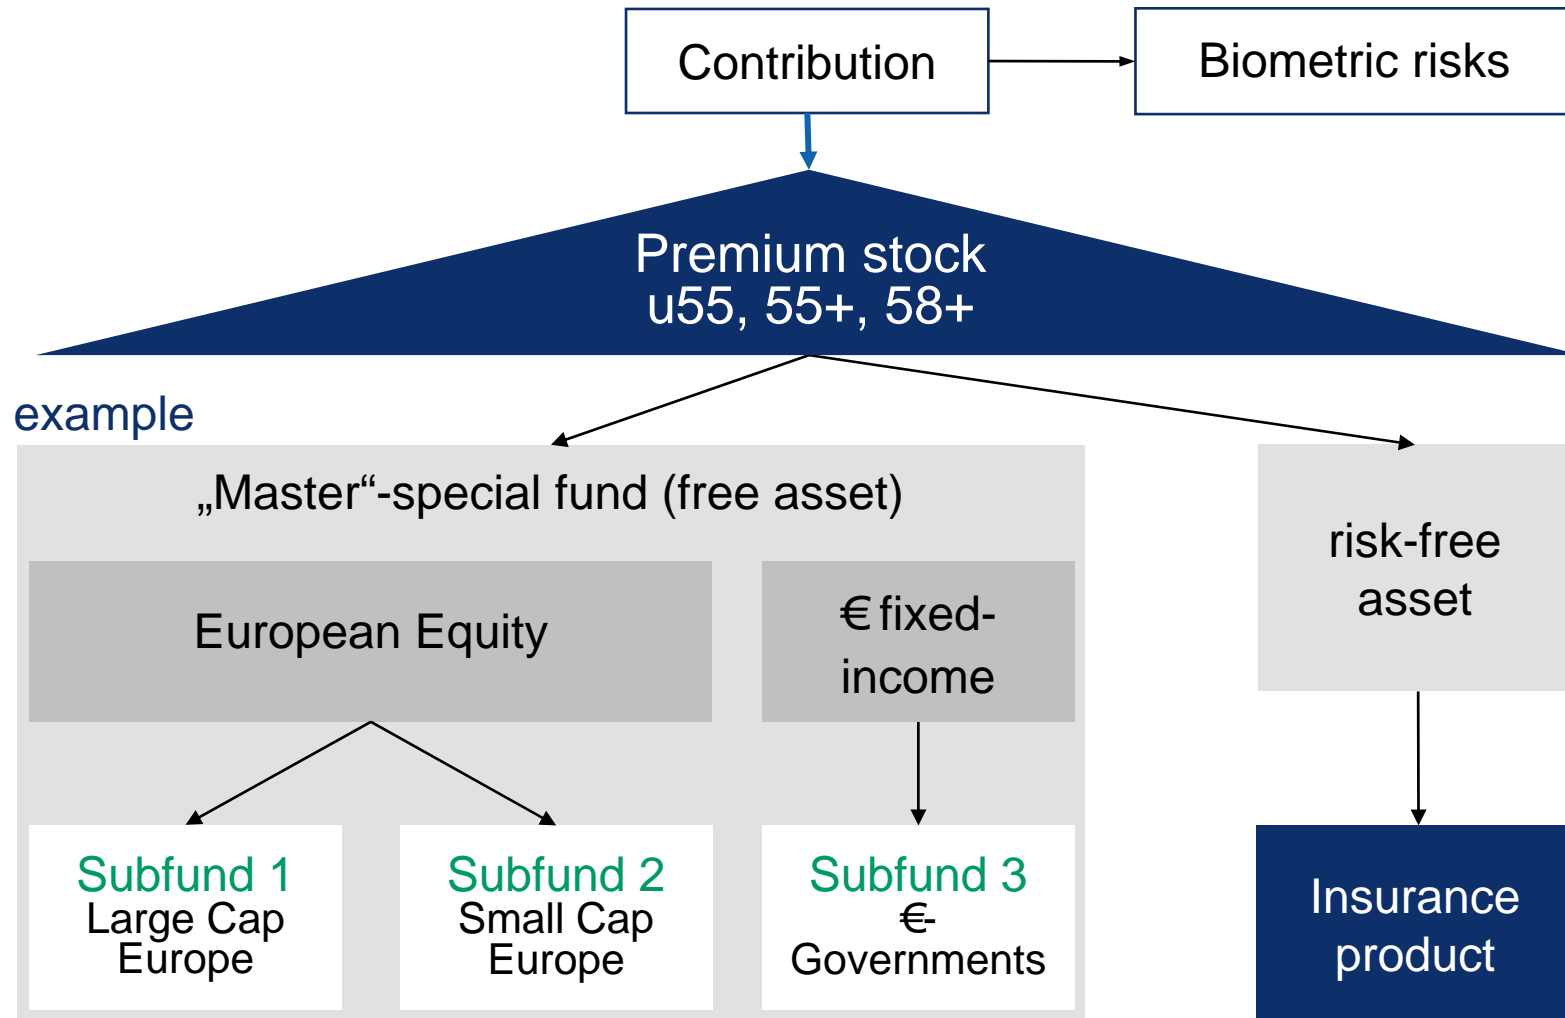 Contribution
Biometric risks
Premium stock
u55, 55+, 58+
example
„Master“-special fund (free asset)
risk-free
asset
European Equity
€ fixed-
income
Subfund 1
Large Cap
Europe
Subfund 2
Small Cap
Europe
Subfund 3
€-
Governments
Insurance
product